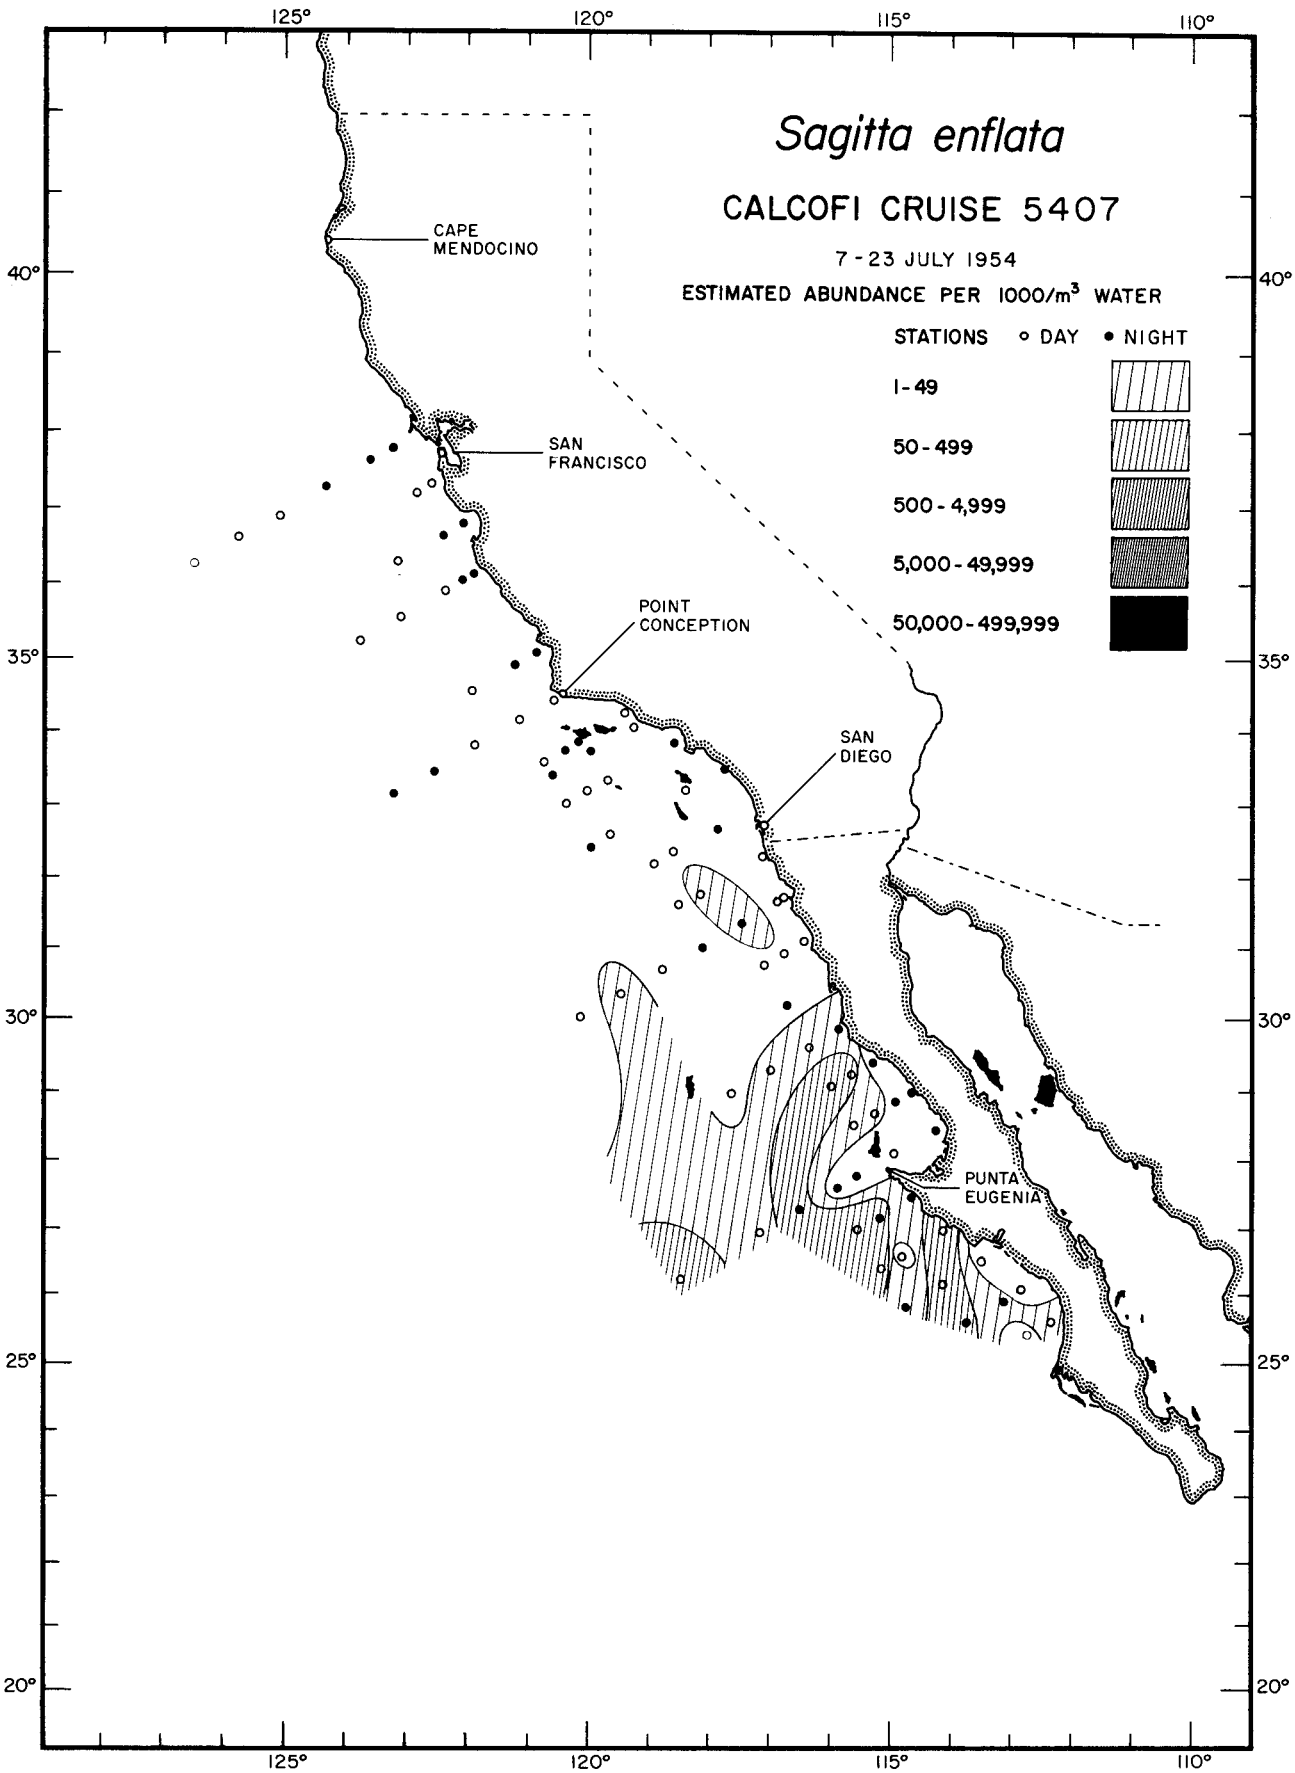 125° 120° 115° 110°
Sagitta enflata
CALCOFI CRUISE 5407
7-23 JULY 1954
ESTIMATED ABUNDANCE PER 1000/m³ WATER
STATIONS ○ DAY ● NIGHT
1-49
50-499
500-4,999
5,000-49,999
50,000-499,999
CAPE
MENDOCINO
40° 40°
SAN
FRANCISCO
POINT
CONCEPTION
35° 35°
SAN
DIEGO
30° 30°
PUNTA
EUGENIA
25° 25°
20° 20°
125° 120° 115° 110°